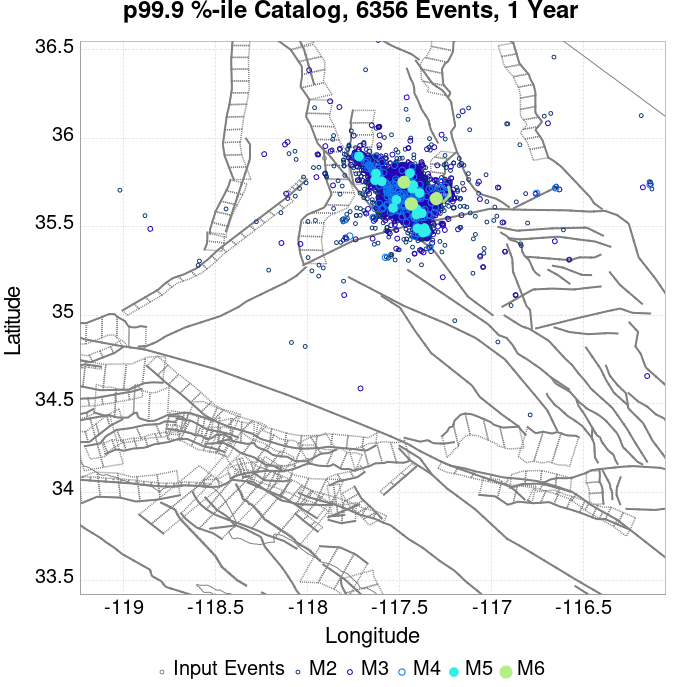 p99.9 %-ile Catalog, 6356 Events, 1 Year
36.5
36
35.5
35
34.5
34
33.5
Latitude
-119 -118.5 -118 -117.5 -117 -116.5
Longitude
Input Events M2 M3 M4 M5 M6